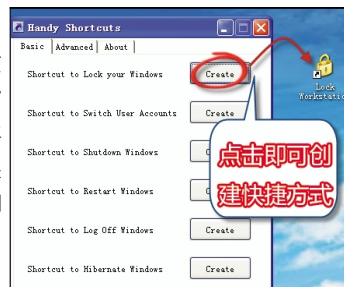 Handy Shortcuts
Basic Advanced About
Shortcut to Lock your Windows Create
Lock
Workstation
Shortcut to Switch User Accounts Create
Shortcut to Shutdown Windows
点击即可创
建快捷方式
Shortcut to Restart Windows
Shortcut to Log Off Windows Create
Shortcut to Hibernate Windows Create